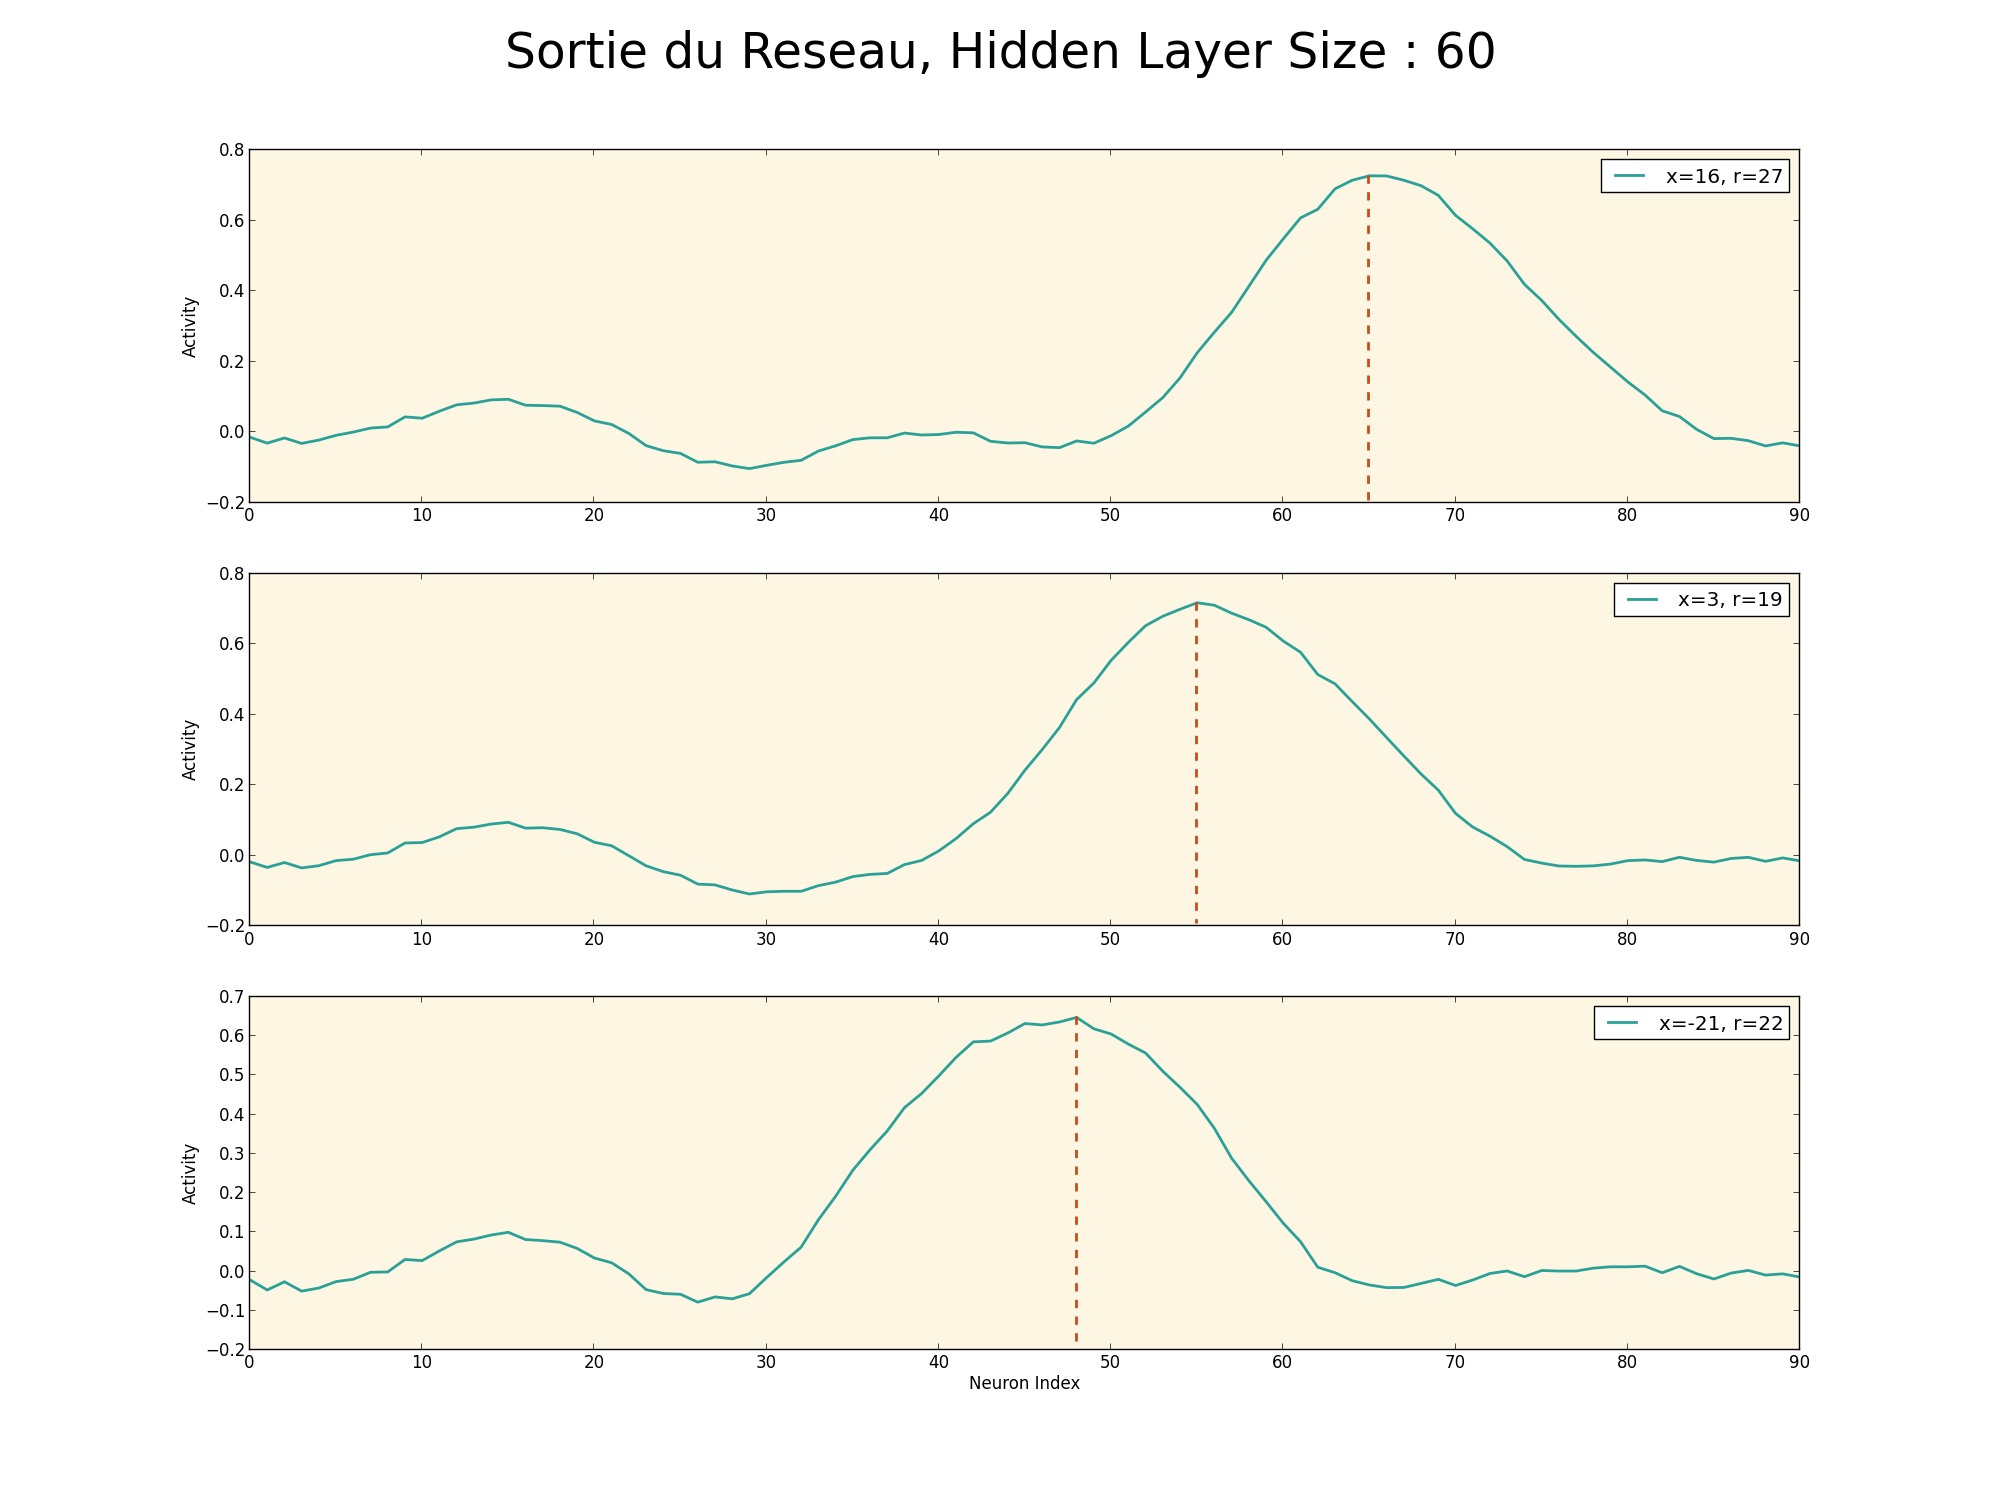 Sortie du Reseau, Hidden Layer Size : 60
0.8
0.6
0.4
0.2
0.0
−0.2
Activity
x=16, r=27
0 10 20 30 40 50 60 70 80 90
0.8
0.6
0.4
0.2
0.0
−0.2
Activity
x=3, r=19
0 10 20 30 40 50 60 70 80 90
0.7
0.6
0.5
0.4
0.3
0.2
0.1
0.0
−0.1
−0.2
Activity
x=-21, r=22
0 10 20 30 40 50 60 70 80 90
Neuron Index